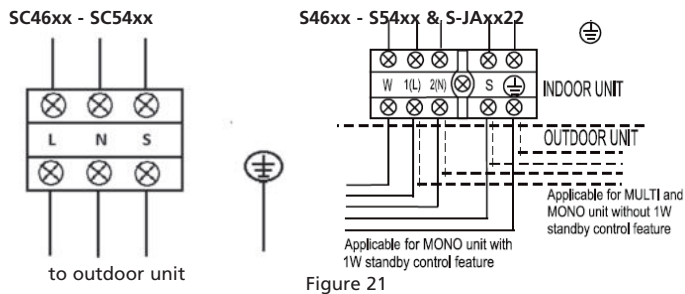 SC46xx - SC54xx
L N S
to outdoor unit
S46xx - S54xx & S-JAxx22
W 1(L) 2(N) S
INDOOR UNIT
OUTDOOR UNIT
Applicable for MULTI and
MONO unit without 1W
standby control feature
Applicable for MONO unit with
1W standby control feature
Figure 21